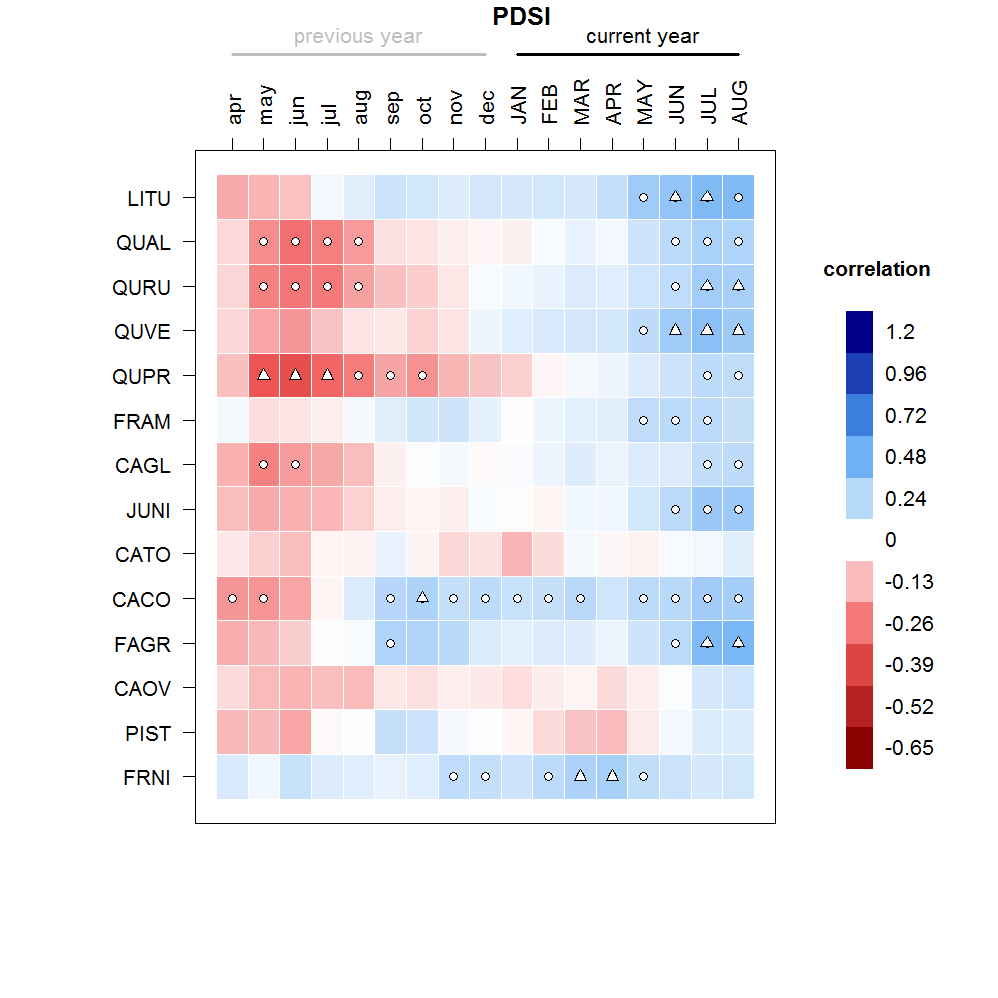 PDSI
previous year current year
apr may jun jul aug sep oct nov dec JAN FEB MAR APR MAY JUN JUL AUG
LITU
QUAL
QURU
QUVE
QUPR
FRAM
CAGL
JUNI
CATO
CACO
FAGR
CAOV
PIST
FRNI
correlation
1.2
0.96
0.72
0.48
0.24
0
-0.13
-0.26
-0.39
-0.52
-0.65